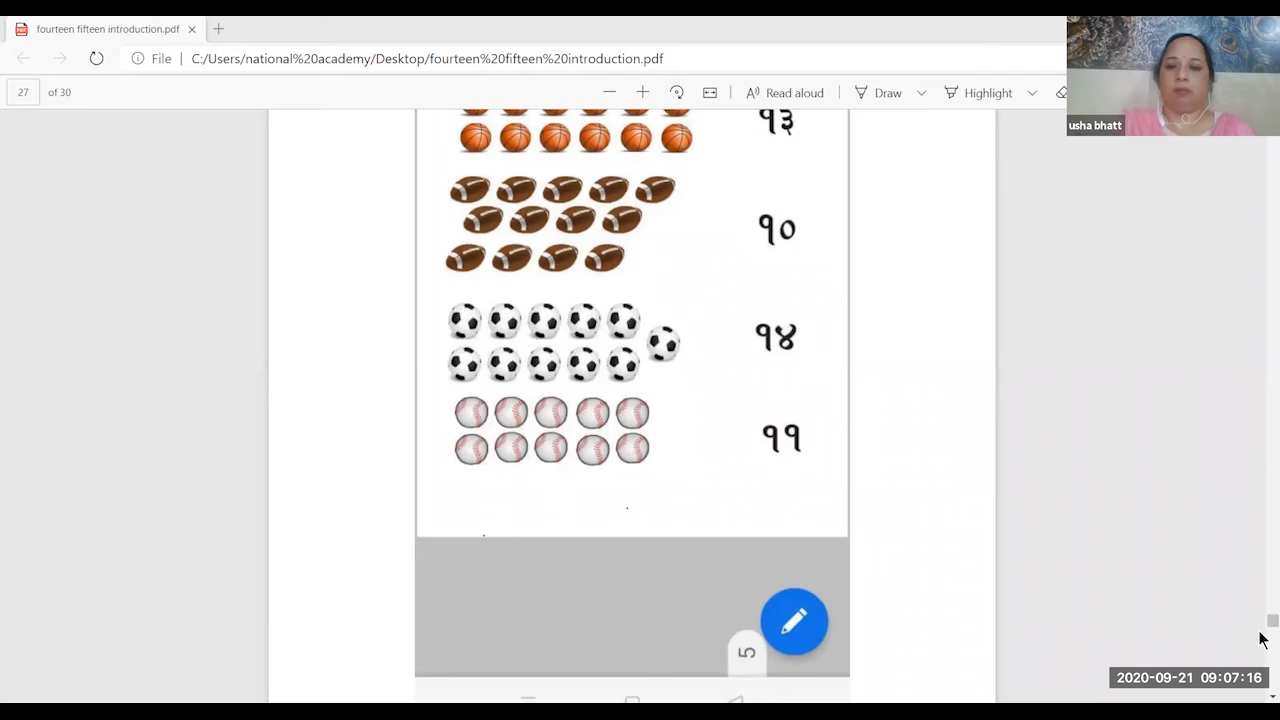 fourteen fifteen introduction.pdf
File | C:/Users/national%20academy/Desktop/fourteen%20fifteen%20introduction.pdf
27 of 30
Read aloud
Draw
Highlight
usha bhatt
१३
१०
१४
११
5
2020-09-21 09:07:16